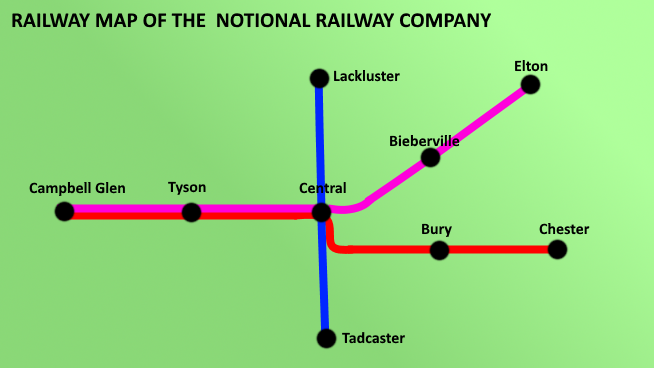 RAILWAY MAP OF THE  NOTIONAL RAILWAY COMPANY
Elton
Lackluster
Bieberville
Campbell Glen
Tyson
Central
Bury
Chester
Tadcaster